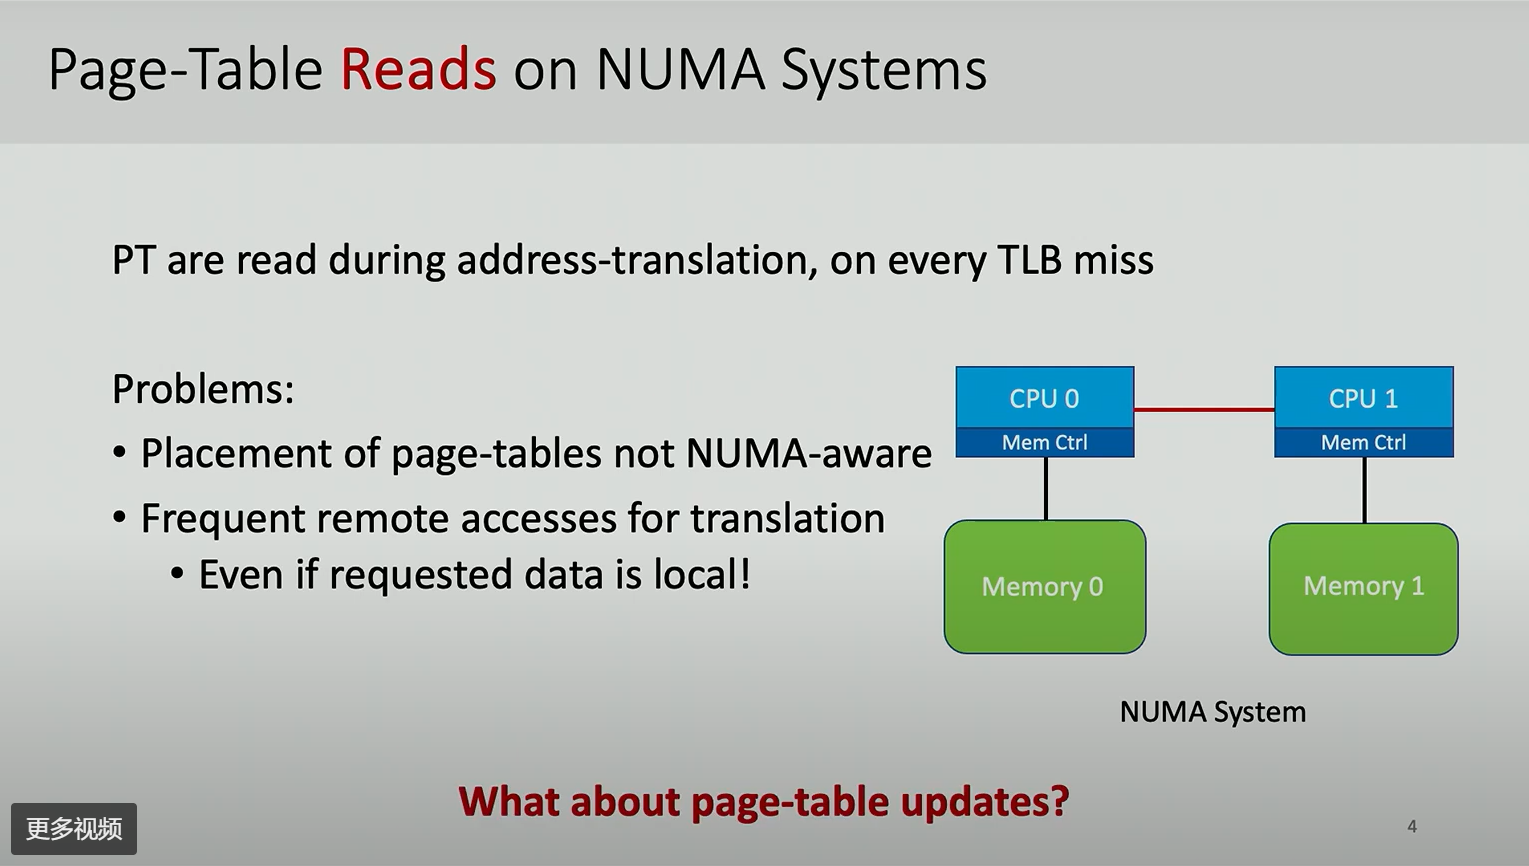 Page-Table Reads on NUMA Systems
PT are read during address-translation, on every TLB miss
Problems:
• Placement of page-tables not NUMA-aware
• Frequent remote accesses for translation
• Even if requested data is local!
CPU 0
Mem Ctrl
CPU 1
Mem Ctrl
Memory 0
Memory 1
NUMA System
What about page-table updates?
更多视频
4